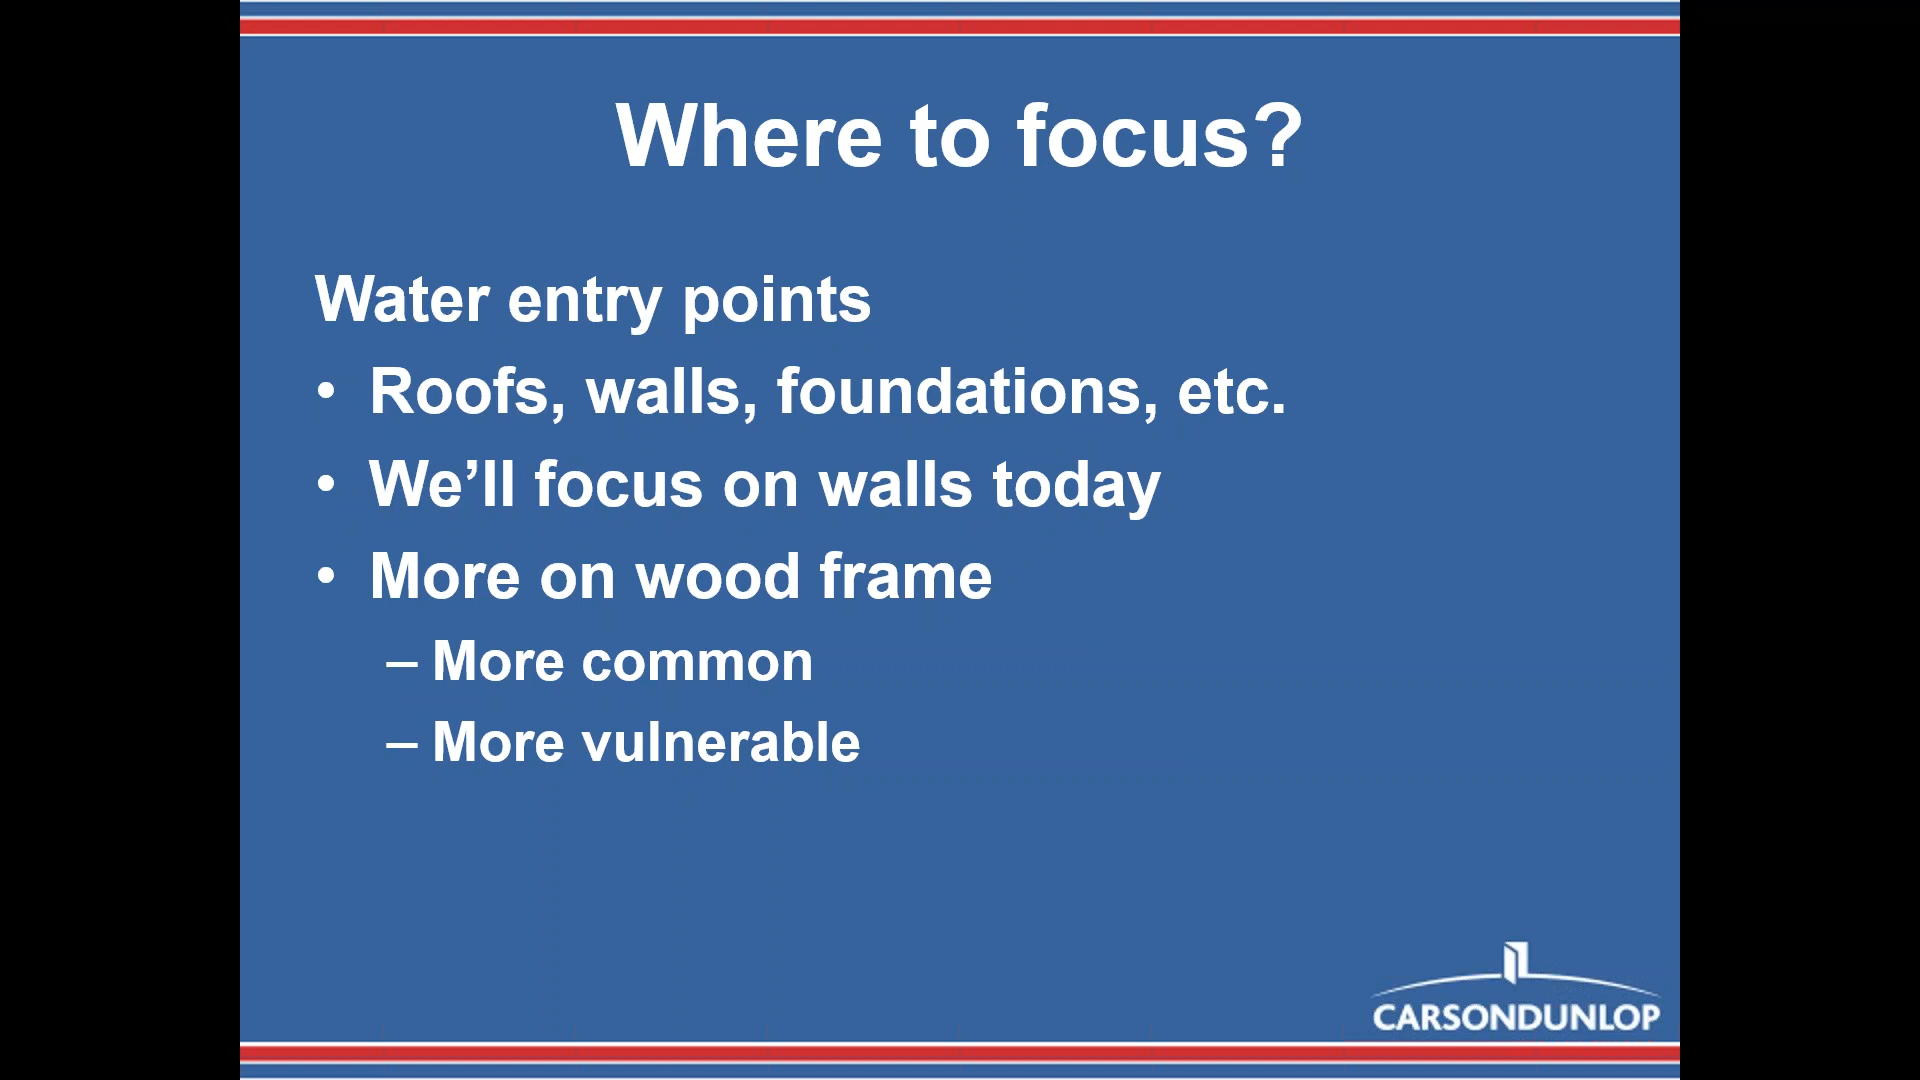 Where to focus?
Water entry points
• Roofs, walls, foundations, etc.
• We’ll focus on walls today
• More on wood frame
– More common
– More vulnerable
CARSONDUNLOP